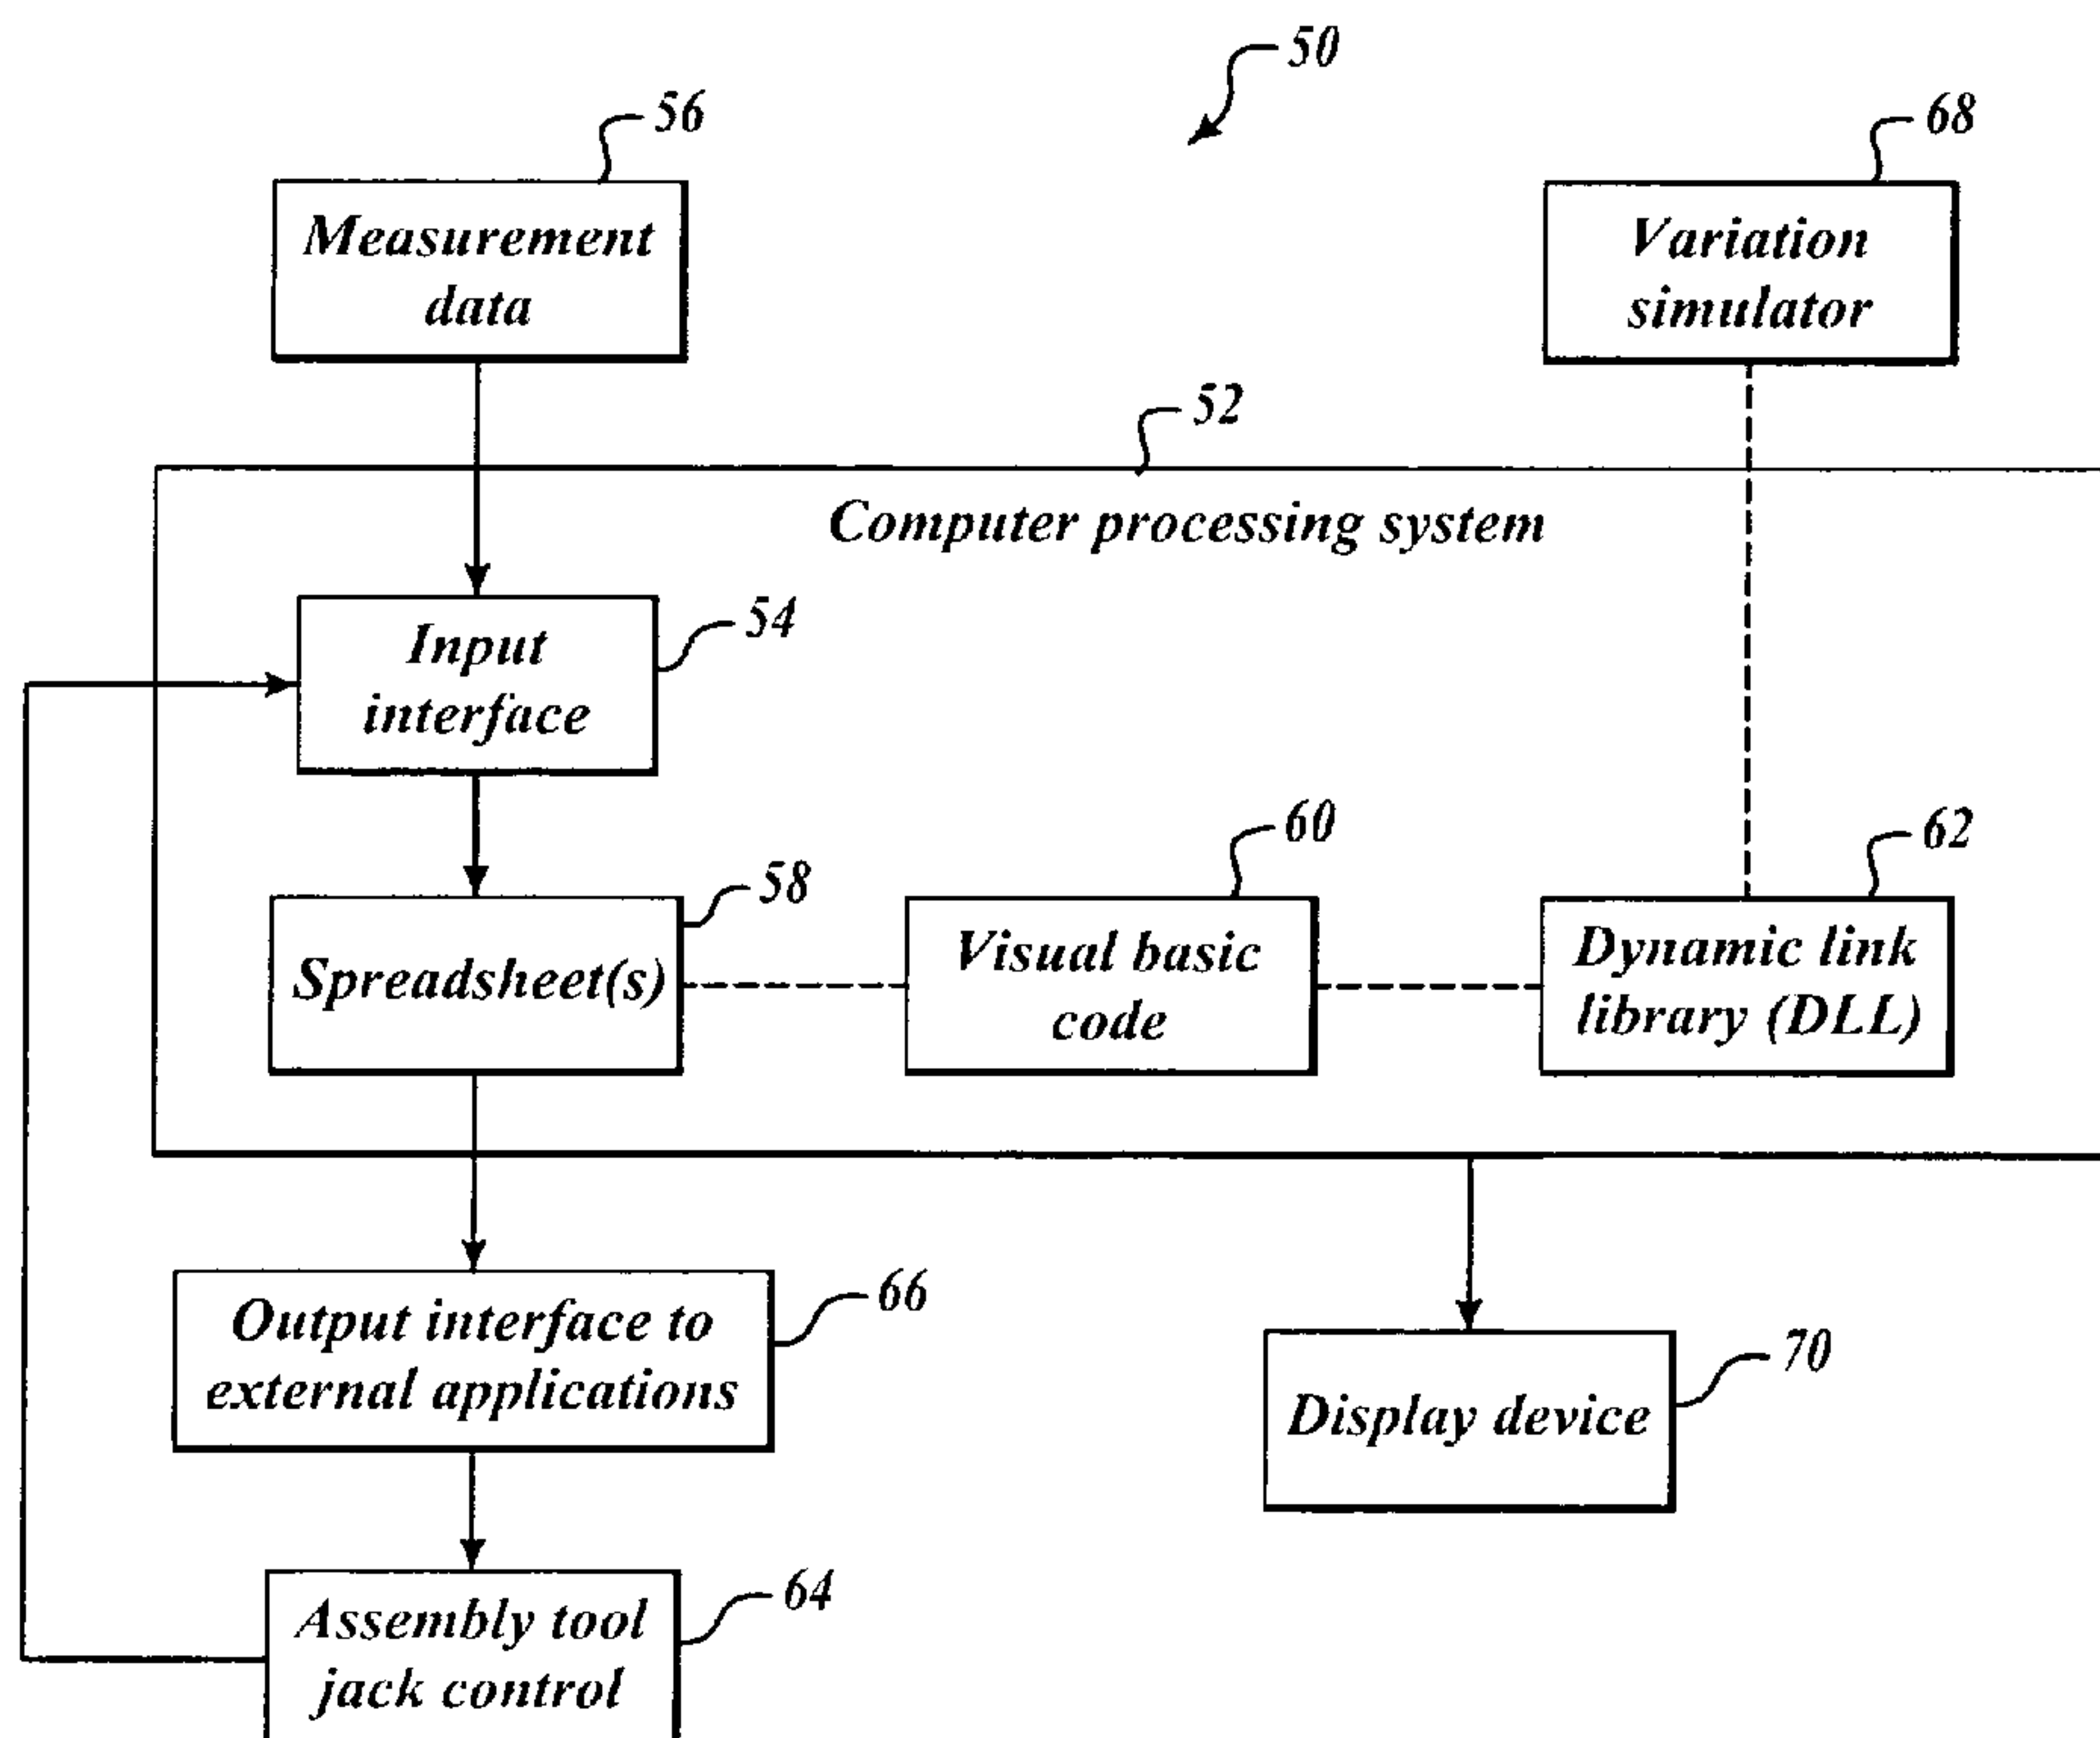 50
56
68
Measurement
data
Variation
simulator
52
Computer processing system
54
Input
interface
60
62
58
Spreadsheet(s)
Visual basic
code
Dynamic link
library (DLL)
66
Output interface to
external applications
70
Display device
64
Assembly tool
jack control